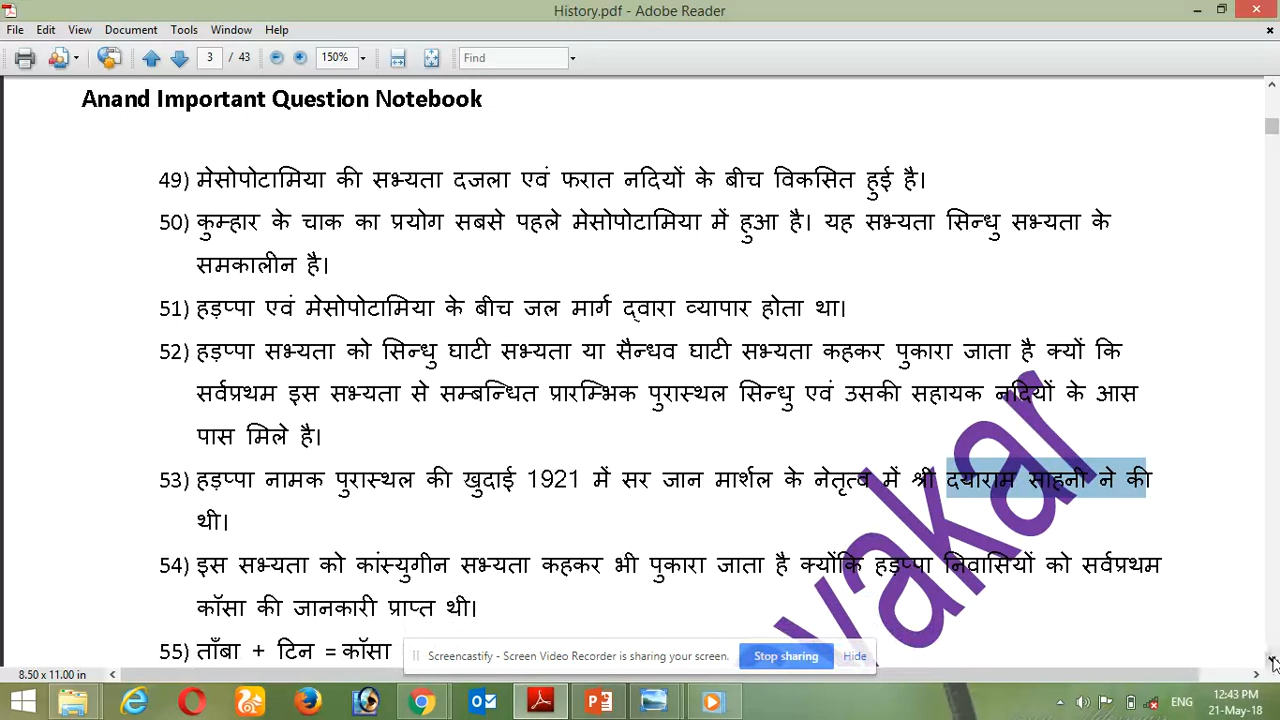 History.pdf - Adobe Reader
File Edit View Document Tools Window Help
3 / 43 150% Find
Anand Important Question Notebook
49) मेसोपोटामिया की सभ्यता दजला एवं फरात नदियों के बीच विकसित हुई है।
50) कुम्हार के चाक का प्रयोग सबसे पहले मेसोपोटामिया में हुआ है। यह सभ्यता सिन्धु सभ्यता के
समकालीन है।
51) हड़प्पा एवं मेसोपोटामिया के बीच जल मार्ग द्वारा व्यापार होता था।
52) हड़प्पा सभ्यता को सिन्धु घाटी सभ्यता या सैन्धव घाटी सभ्यता कहकर पुकारा जाता है क्यों कि
सर्वप्रथम इस सभ्यता से सम्बन्धित प्रारम्भिक पुरास्थल सिन्धु एवं उसकी सहायक नदियों के आस
पास मिले है।
53) हड़प्पा नामक पुरास्थल की खुदाई 1921 में सर जान मार्शल के नेतृत्व में श्री दयाराम साहनी ने की
थी।
54) इस सभ्यता को कांस्युगीन सभ्यता कहकर भी पुकारा जाता है क्योंकि हड़प्पा निवासियों को सर्वप्रथम
कॉसा की जानकारी प्राप्त थी।
55) ताँबा + टिन = कॉसा
vakar
Screencastify - Screen Video Recorder is sharing your screen. Stop sharing Hide
8.50 x 11.00 in
ENG
12:43 PM
21-May-18